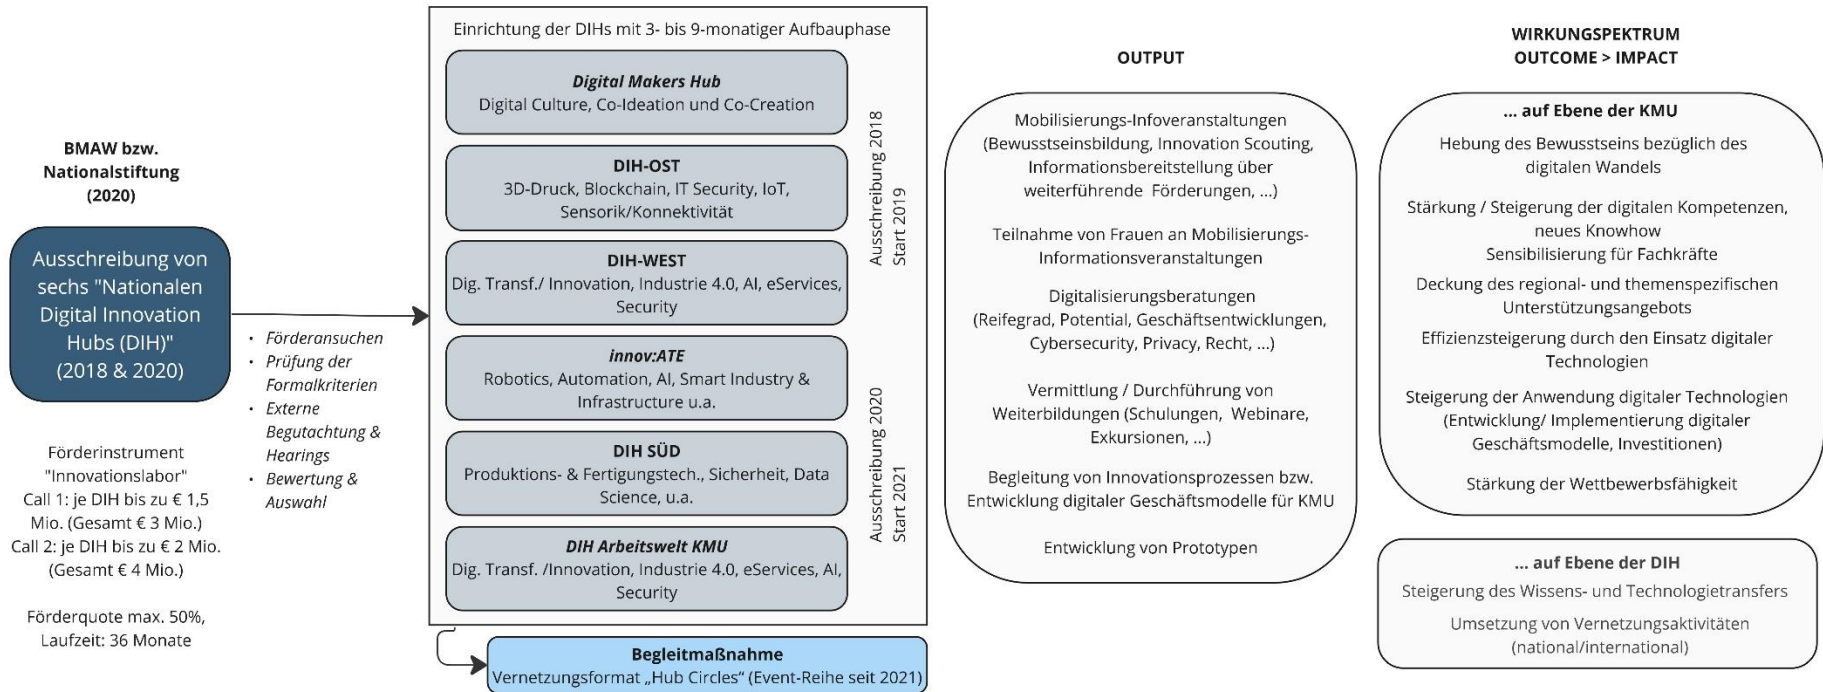 BMAW bzw.
Nationalstiftung
(2020)
Ausschreibung von
sechs "Nationalen
Digital Innovation
Hubs (DIH)"
(2018 & 2020)
Förderinstrument
"Innovationslabor"
Call 1: je DIH bis zu € 1,5
Mio. (Gesamt € 3 Mio.)
Call 2: je DIH bis zu € 2 Mio.
(Gesamt € 4 Mio.)
Förderquote max. 50%,
Laufzeit: 36 Monate
• Förderansuchen
• Prüfung der
Formalkriterien
• Externe
Begutachtung &
Hearings
• Bewertung &
Auswahl
Einrichtung der DIHs mit 3- bis 9-monatiger Aufbauphase
Digital Makers Hub
Digital Culture, Co-Ideation und Co-Creation
DIH-OST
3D-Druck, Blockchain, IT Security, IoT,
Sensorik/Konnektivität
DIH-WEST
Dig. Transf./ Innovation, Industrie 4.0, AI, eServices,
Security
innov:ATE
Robotics, Automation, AI, Smart Industry &
Infrastructure u.a.
DIH SÜD
Produktions- & Fertigungstech., Sicherheit, Data
Science, u.a.
DIH Arbeitswelt KMU
Dig. Transf. /Innovation, Industrie 4.0, eServices, AI,
Security
Ausschreibung 2018
Start 2019
Ausschreibung 2020
Start 2021
Begleitmaßnahme
Vernetzungsformat „Hub Circles“ (Event-Reihe seit 2021)
OUTPUT
Mobilisierungs-Infoveranstaltungen
(Bewusstseinsbildung, Innovation Scouting,
Informationsbereitstellung über
weiterführende Förderungen, ...)
Teilnahme von Frauen an Mobilisierungs-
Informationsveranstaltungen
Digitalisierungsberatungen
(Reifegrad, Potential, Geschäftsentwicklungen,
Cybersecurity, Privacy, Recht, ...)
Vermittlung / Durchführung von
Weiterbildungen (Schulungen, Webinare,
Exkursionen, ...)
Begleitung von Innovationsprozessen bzw.
Entwicklung digitaler Geschäftsmodelle für KMU
Entwicklung von Prototypen
WIRKUNGSPEKTRUM
OUTCOME > IMPACT
... auf Ebene der KMU
Hebung des Bewusstseins bezüglich des
digitalen Wandels
Stärkung / Steigerung der digitalen Kompetenzen,
neues Knowhow
Sensibilisierung für Fachkräfte
Deckung des regional- und themenspezifischen
Unterstützungsangebots
Effizienzsteigerung durch den Einsatz digitaler
Technologien
Steigerung der Anwendung digitaler Technologien
(Entwicklung/ Implementierung digitaler
Geschäftsmodelle, Investitionen)
Stärkung der Wettbewerbsfähigkeit
... auf Ebene der DIH
Steigerung des Wissens- und Technologietransfers
Umsetzung von Vernetzungsaktivitäten
(national/international)